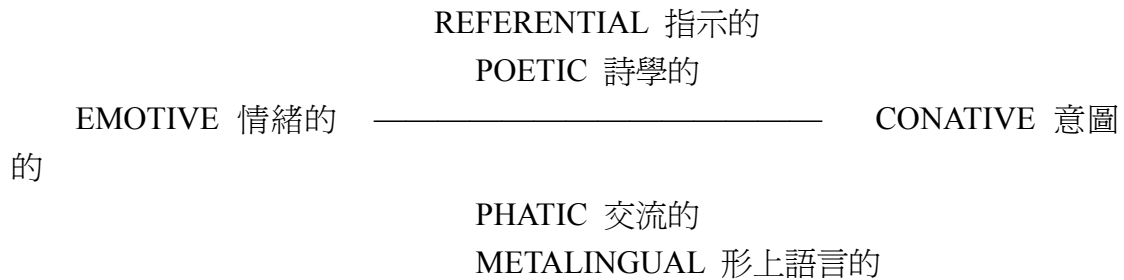 REFERENTIAL 指示的
POETIC 詩學的
EMOTIVE 情緒的 ——————————————— CONATIVE 意圖
的
PHATIC 交流的
METALINGUAL 形上語言的